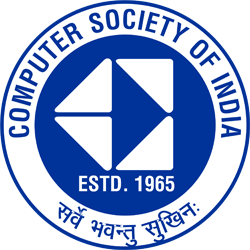 COMPUTER SOCIETY OF INDIA
ESTD. 1965
सर्वे भवन्तु सुखिनः